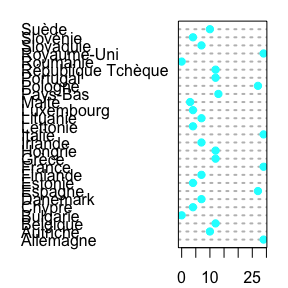 Suède
Slovénie
Slovaquie
Royaume-Uni
Roumanie
République Tchèque
Portugal
Pologne
Pays-Bas
Malte
Luxembourg
Lituanie
Lettonie
Italie
Irlande
Hongrie
Grèce
France
Finlande
Estonie
Espagne
Danemark
Chypre
Bulgarie
Belgique
Autriche
Allemagne
0 10 25